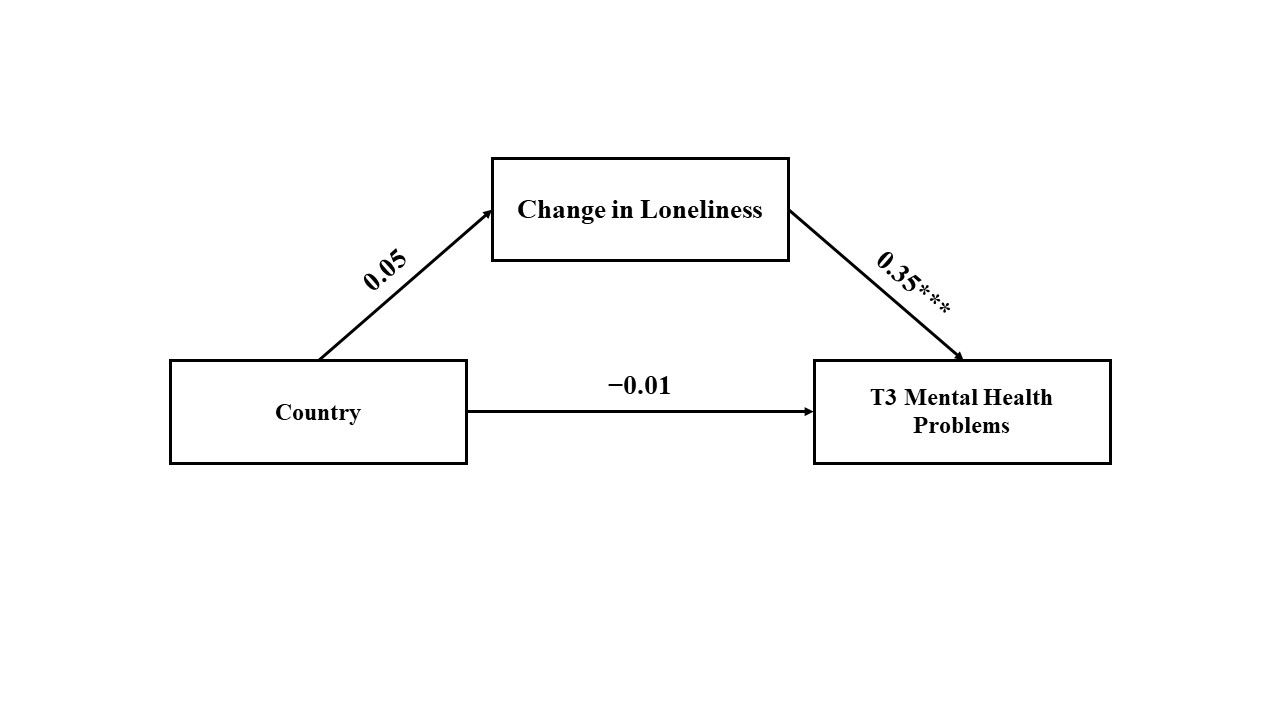 Change in Loneliness
0.05
0.35***
−0.01
Country
T3 Mental Health
Problems